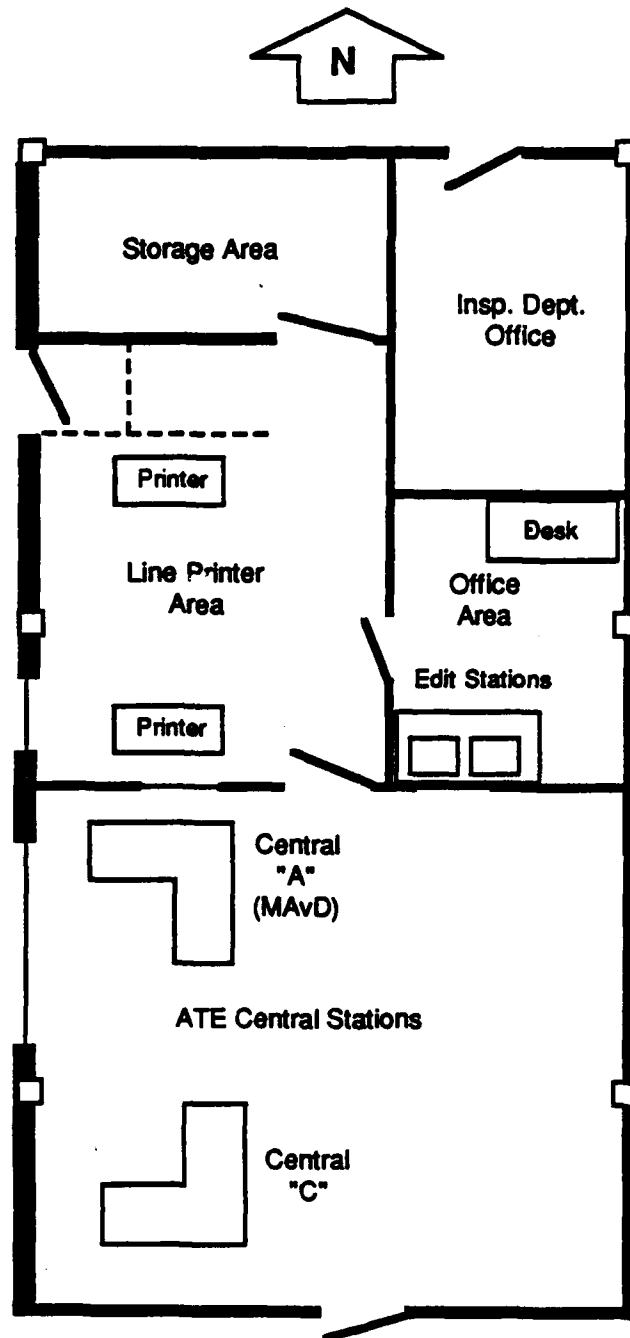 N
Storage Area
Insp. Dept.
Office
Printer
Desk
Line Printer
Area
Office
Area
Edit Stations
Printer
Central
"A"
(MAvD)
ATE Central Stations
Central
"C"